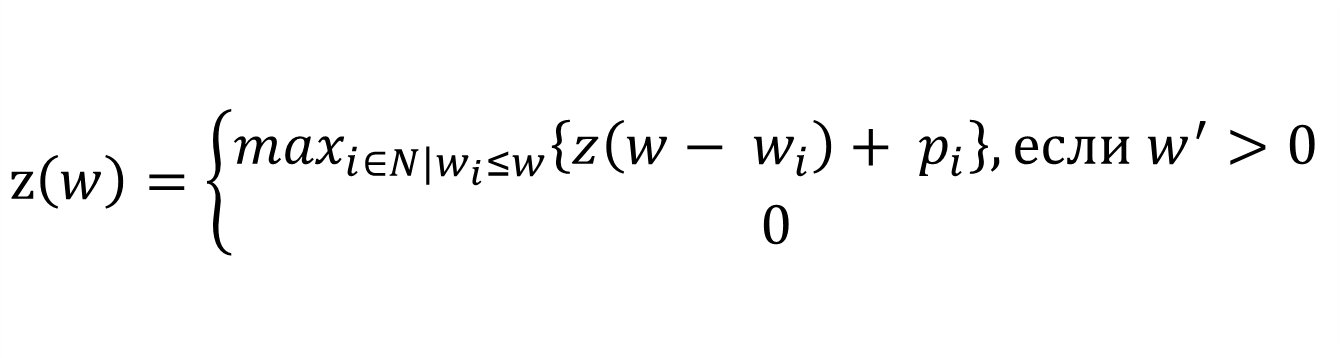 z(w) = { max_{i∈N|w_i≤w}{z(w − w_i) + p_i}, если w′ > 0
0